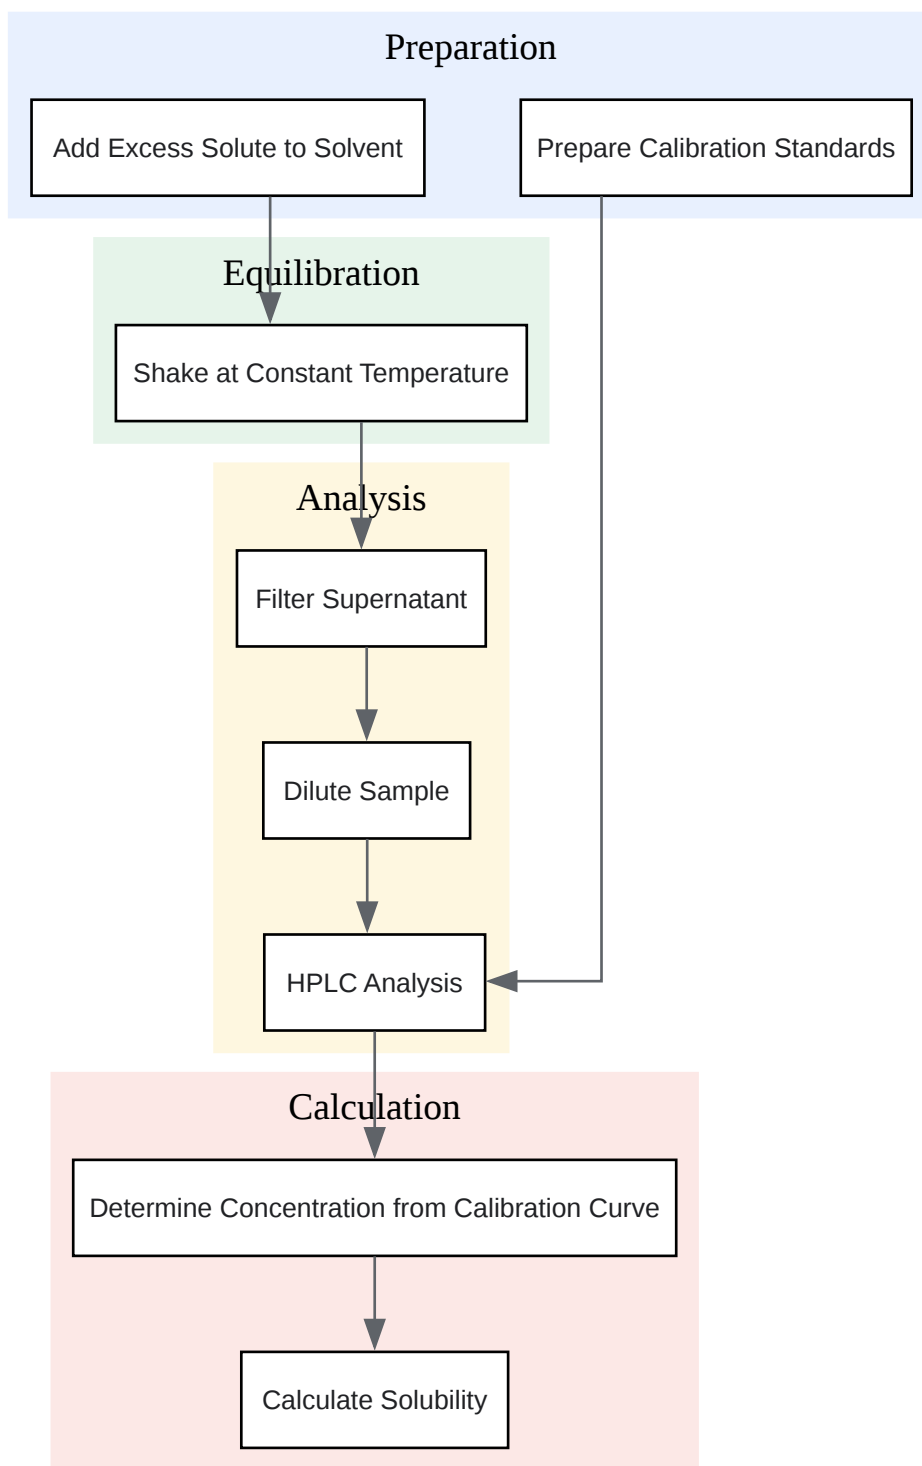 Preparation
Add Excess Solute to Solvent
Prepare Calibration Standards
Equilibration
Shake at Constant Temperature
Analysis
Filter Supernatant
Dilute Sample
HPLC Analysis
Calculation
Determine Concentration from Calibration Curve
Calculate Solubility